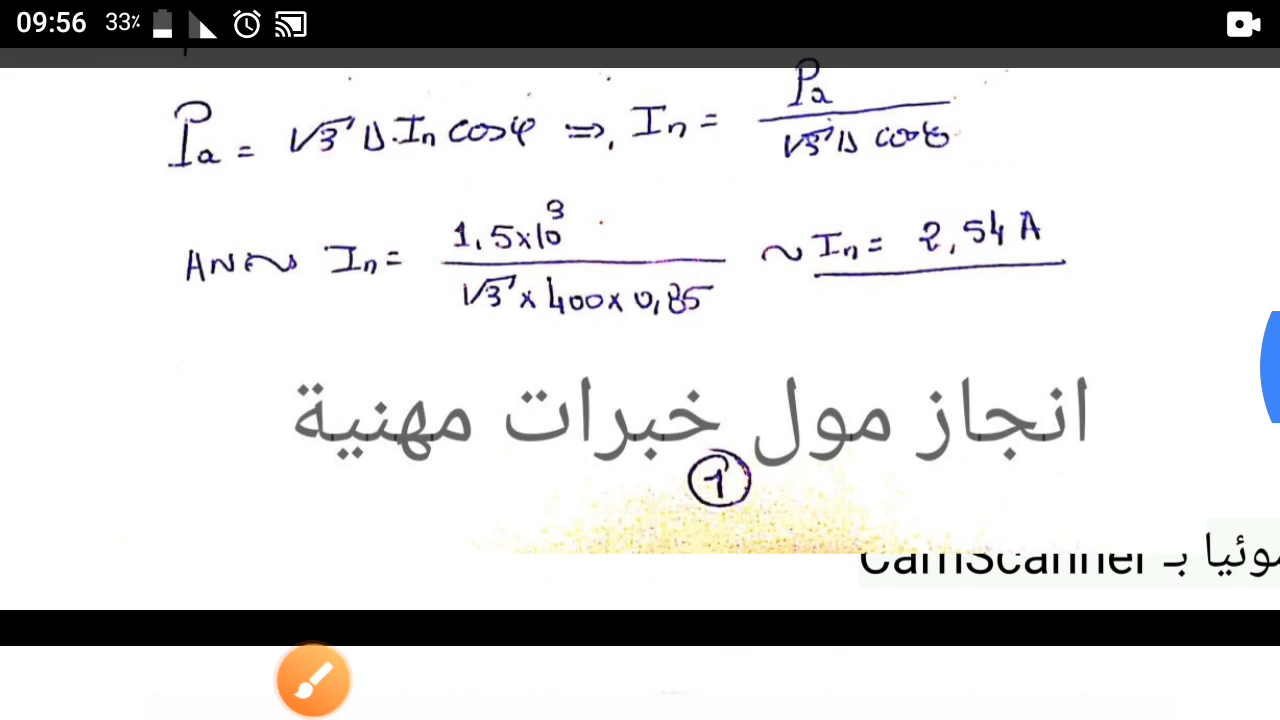 09:56 33%
Pa = √3 U.In cosφ ⇒ In = Pa / √3 U cosφ
AN ~ In = 1,5x10³ / √3 x 400 x 0,85 ~ In = 2,54 A
انجاز مول خبرات مهنية
1
CamScanner بـ